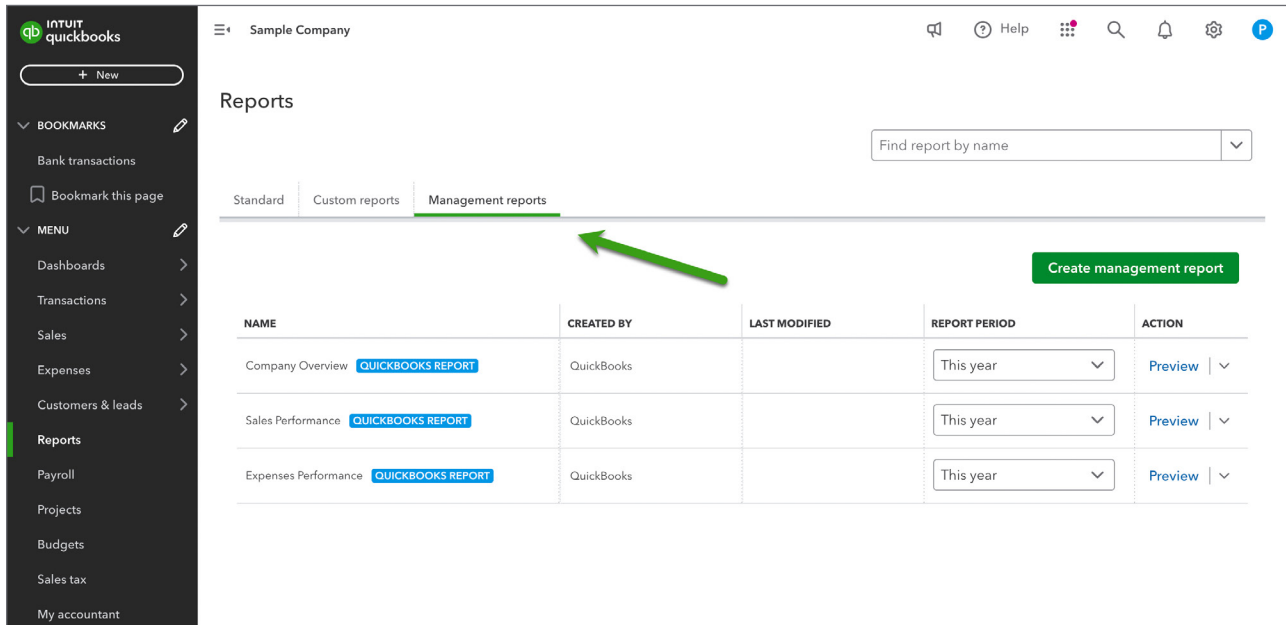 INTUIT
qb quickbooks
Sample Company
Help
P
+ New
Reports
BOOKMARKS
Find report by name
Bank transactions
Bookmark this page
Standard
Custom reports
Management reports
MENU
Dashboards
Create management report
Transactions
NAME
CREATED BY
LAST MODIFIED
REPORT PERIOD
ACTION
Sales
Company Overview QUICKBOOKS REPORT
QuickBooks
This year
Preview
Expenses
Customers & leads
Sales Performance QUICKBOOKS REPORT
QuickBooks
This year
Preview
Reports
Payroll
Expenses Performance QUICKBOOKS REPORT
QuickBooks
This year
Preview
Projects
Budgets
Sales tax
My accountant